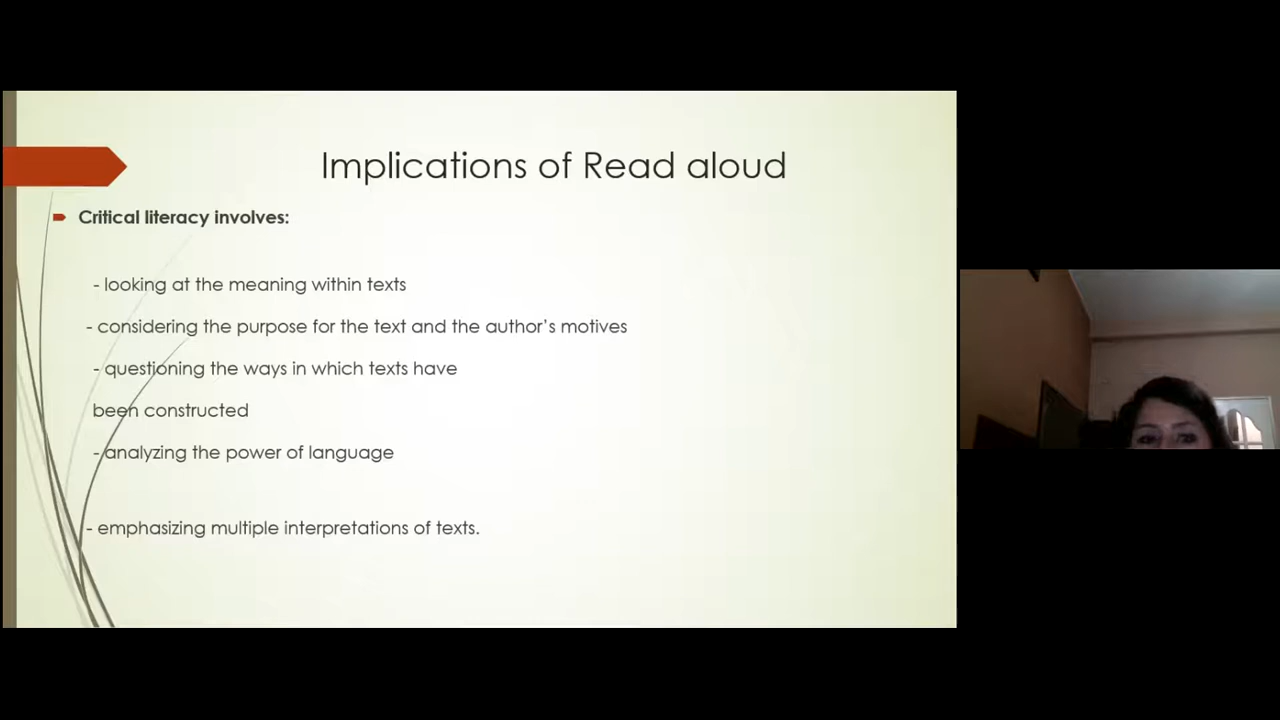 Implications of Read aloud
Critical literacy involves:
- looking at the meaning within texts
- considering the purpose for the text and the author's motives
- questioning the ways in which texts have
been constructed
- analyzing the power of language
- emphasizing multiple interpretations of texts.